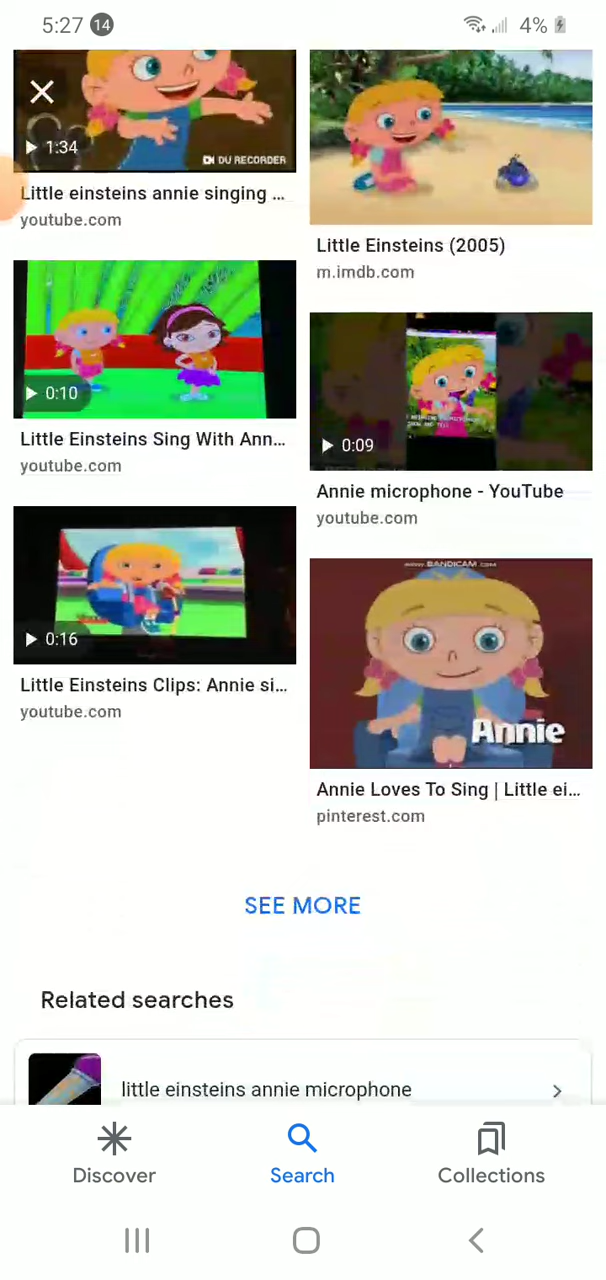 5:27 14 4%
1:34
DU RECORDER
Little einsteins annie singing ...
youtube.com
Little Einsteins (2005)
m.imdb.com
0:10
Little Einsteins Sing With Ann...
youtube.com
0:09
Annie microphone - YouTube
youtube.com
0:16
Little Einsteins Clips: Annie si...
youtube.com
WWW.BANDICAM.COM
Annie
Annie Loves To Sing | Little ei...
pinterest.com
SEE MORE
Related searches
little einsteins annie microphone
Discover
Search
Collections